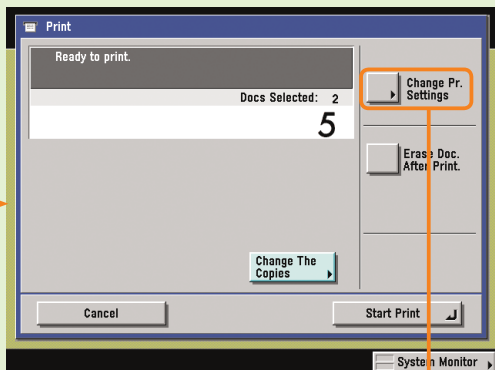 Print
Ready to print.
Docs Selected: 2
5
Change Pr.
Settings
Erase Doc.
After Print.
Change The
Copies
Cancel
Start Print
System Monitor